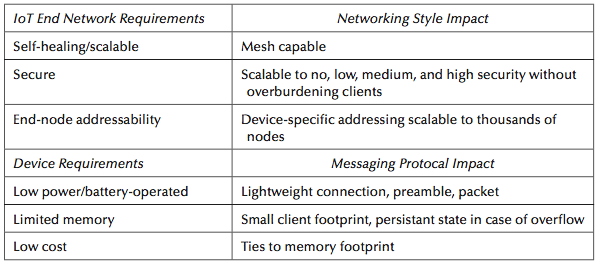 IoT End Network Requirements
Networking Style Impact
Self-healing/scalable
Mesh capable
Secure
Scalable to no, low, medium, and high security without
overburdening clients
End-node addressability
Device-specific addressing scalable to thousands of
nodes
Device Requirements
Messaging Protocal Impact
Low power/battery-operated
Lightweight connection, preamble, packet
Limited memory
Small client footprint, persistant state in case of overflow
Low cost
Ties to memory footprint